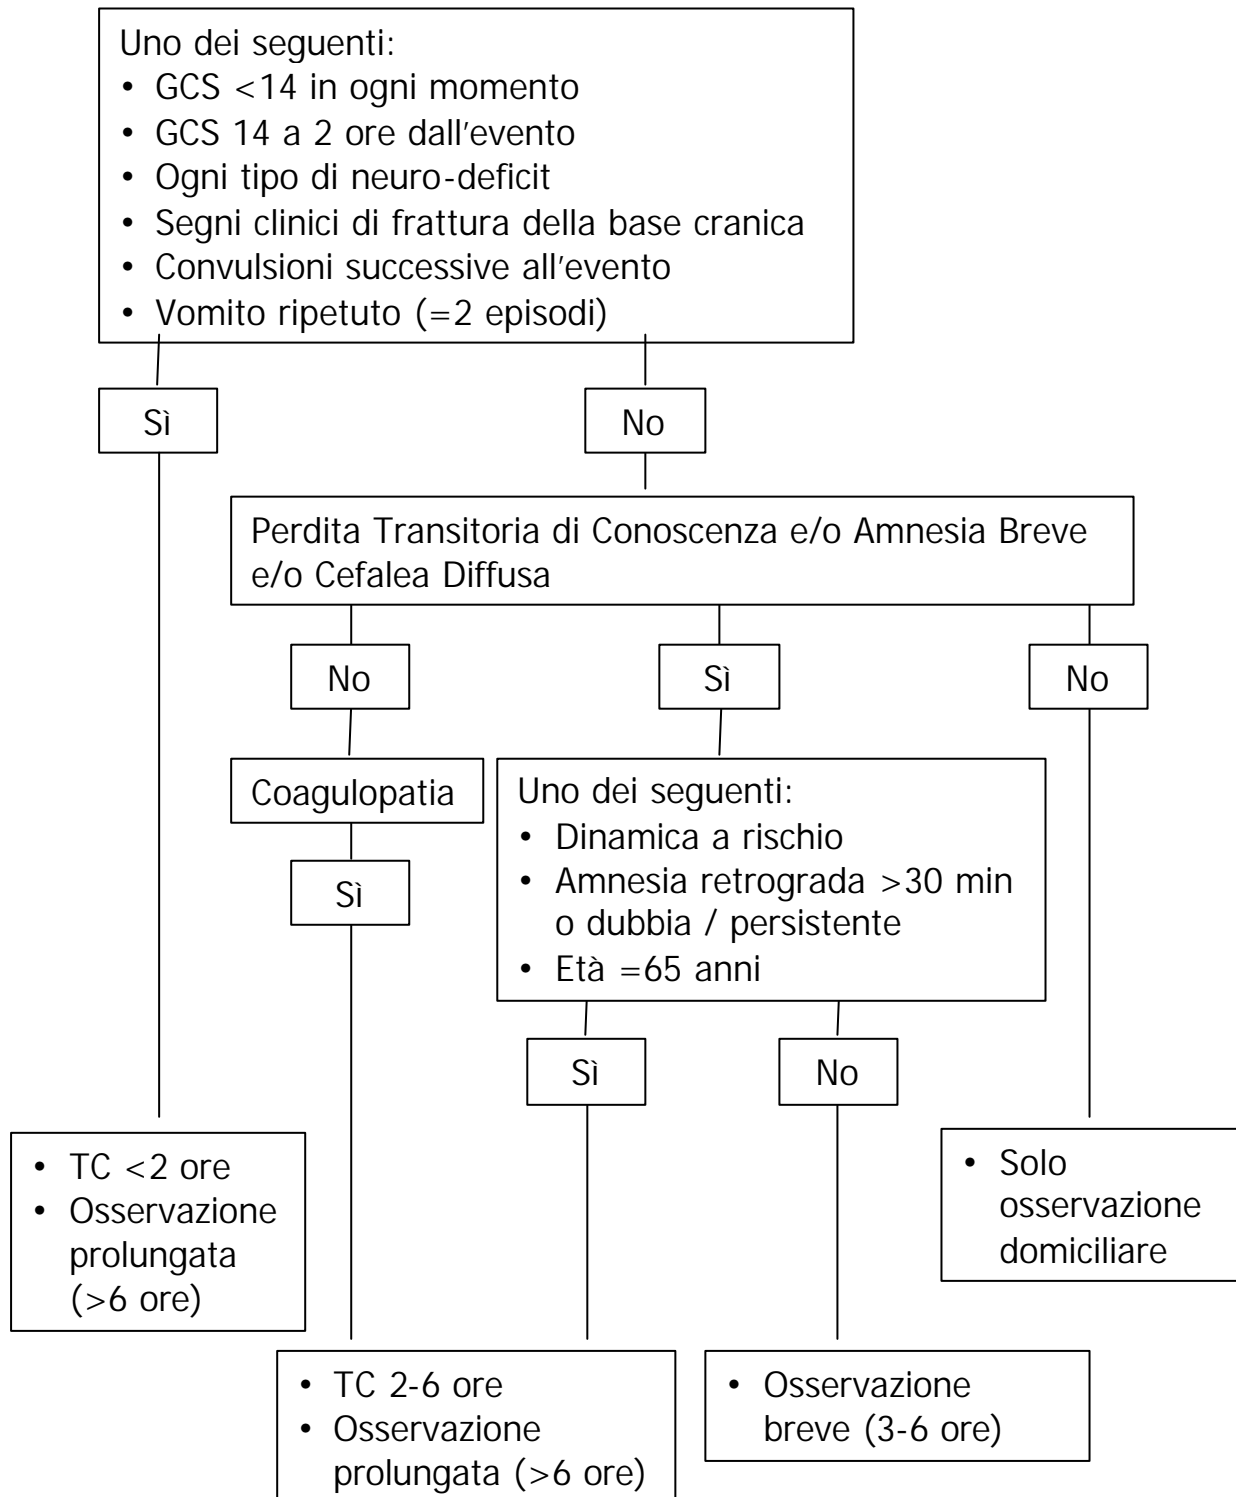 Uno dei seguenti:
• GCS <14 in ogni momento
• GCS 14 a 2 ore dall'evento
• Ogni tipo di neuro-deficit
• Segni clinici di frattura della base cranica
• Convulsioni successive all'evento
• Vomito ripetuto (=2 episodi)
Sì
No
Perdita Transitoria di Conoscenza e/o Amnesia Breve
e/o Cefalea Diffusa
No
Sì
No
Coagulopatia
Sì
Uno dei seguenti:
• Dinamica a rischio
• Amnesia retrograda >30 min
o dubbia / persistente
• Età =65 anni
Sì
No
• TC <2 ore
• Osservazione
prolungata
(>6 ore)
• TC 2-6 ore
• Osservazione
prolungata (>6 ore)
• Osservazione
breve (3-6 ore)
• Solo
osservazione
domiciliare